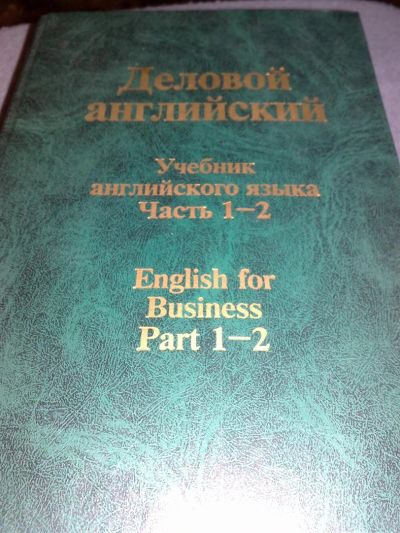 Деловой
английский
Учебник
английского языка
Часть 1—2
English for
Business
Part 1—2